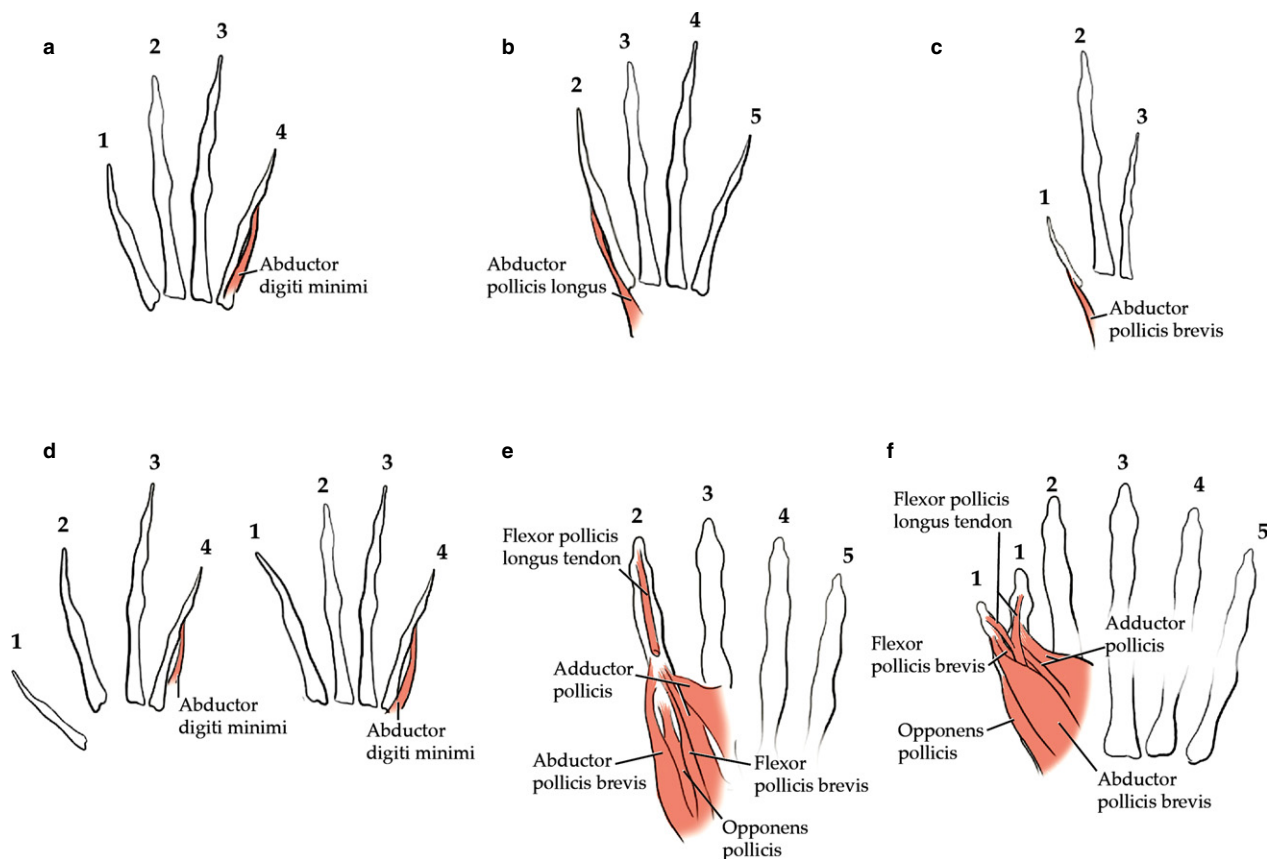 a
1
2
3
4
Abductor
digiti minimi
b
2
3
4
5
Abductor
pollicis longus
c
1
2
3
Abductor
pollicis brevis
d
1
2
3
4
Abductor
digiti minimi
1
2
3
4
Abductor
digiti minimi
e
2
3
4
5
Flexor pollicis
longus tendon
Adductor
pollicis
Abductor
pollicis brevis
Flexor
pollicis brevis
Opponens
pollicis
f
Flexor pollicis
longus tendon
1
1
2
3
4
5
Flexor
pollicis brevis
Adductor
pollicis
Opponens
pollicis
Abductor
pollicis brevis